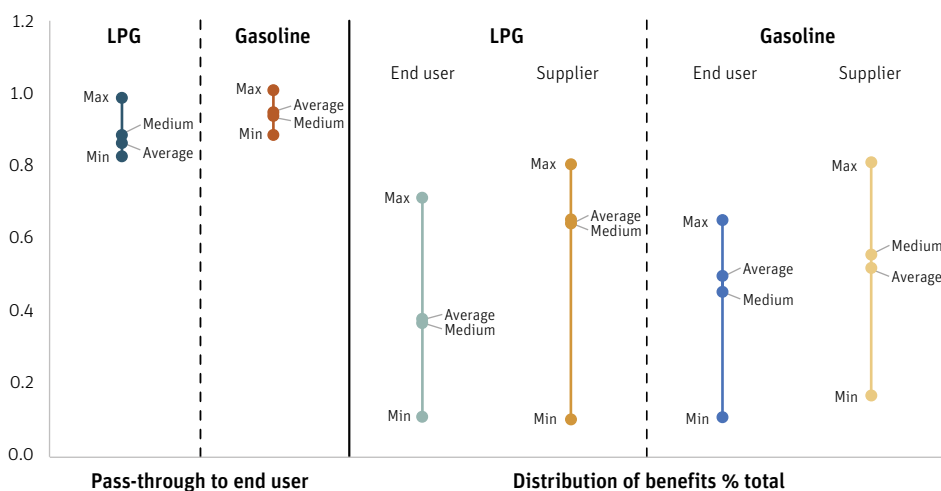 1.2
1.0
0.8
0.6
0.4
0.2
0.0
LPG
Max
Medium
Average
Min
Gasoline
Max
Average
Medium
Min
LPG
End user
Max
Average
Medium
Min
Supplier
Max
Average
Medium
Min
Gasoline
End user
Max
Average
Medium
Min
Supplier
Max
Medium
Average
Min
Pass-through to end user
Distribution of benefits % total